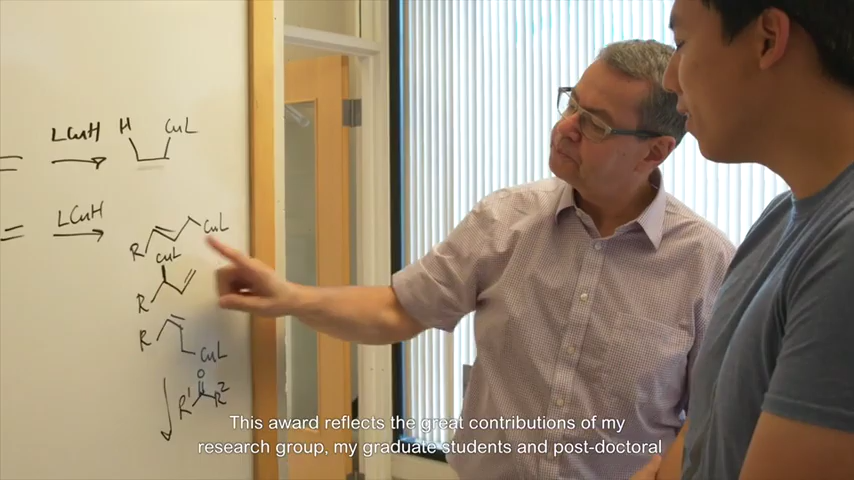 LCuH H CuL
LCuH
R CuL
CuL
R
R CuL
O
R¹ R²
This award reflects the great contributions of my
research group, my graduate students and post-doctoral